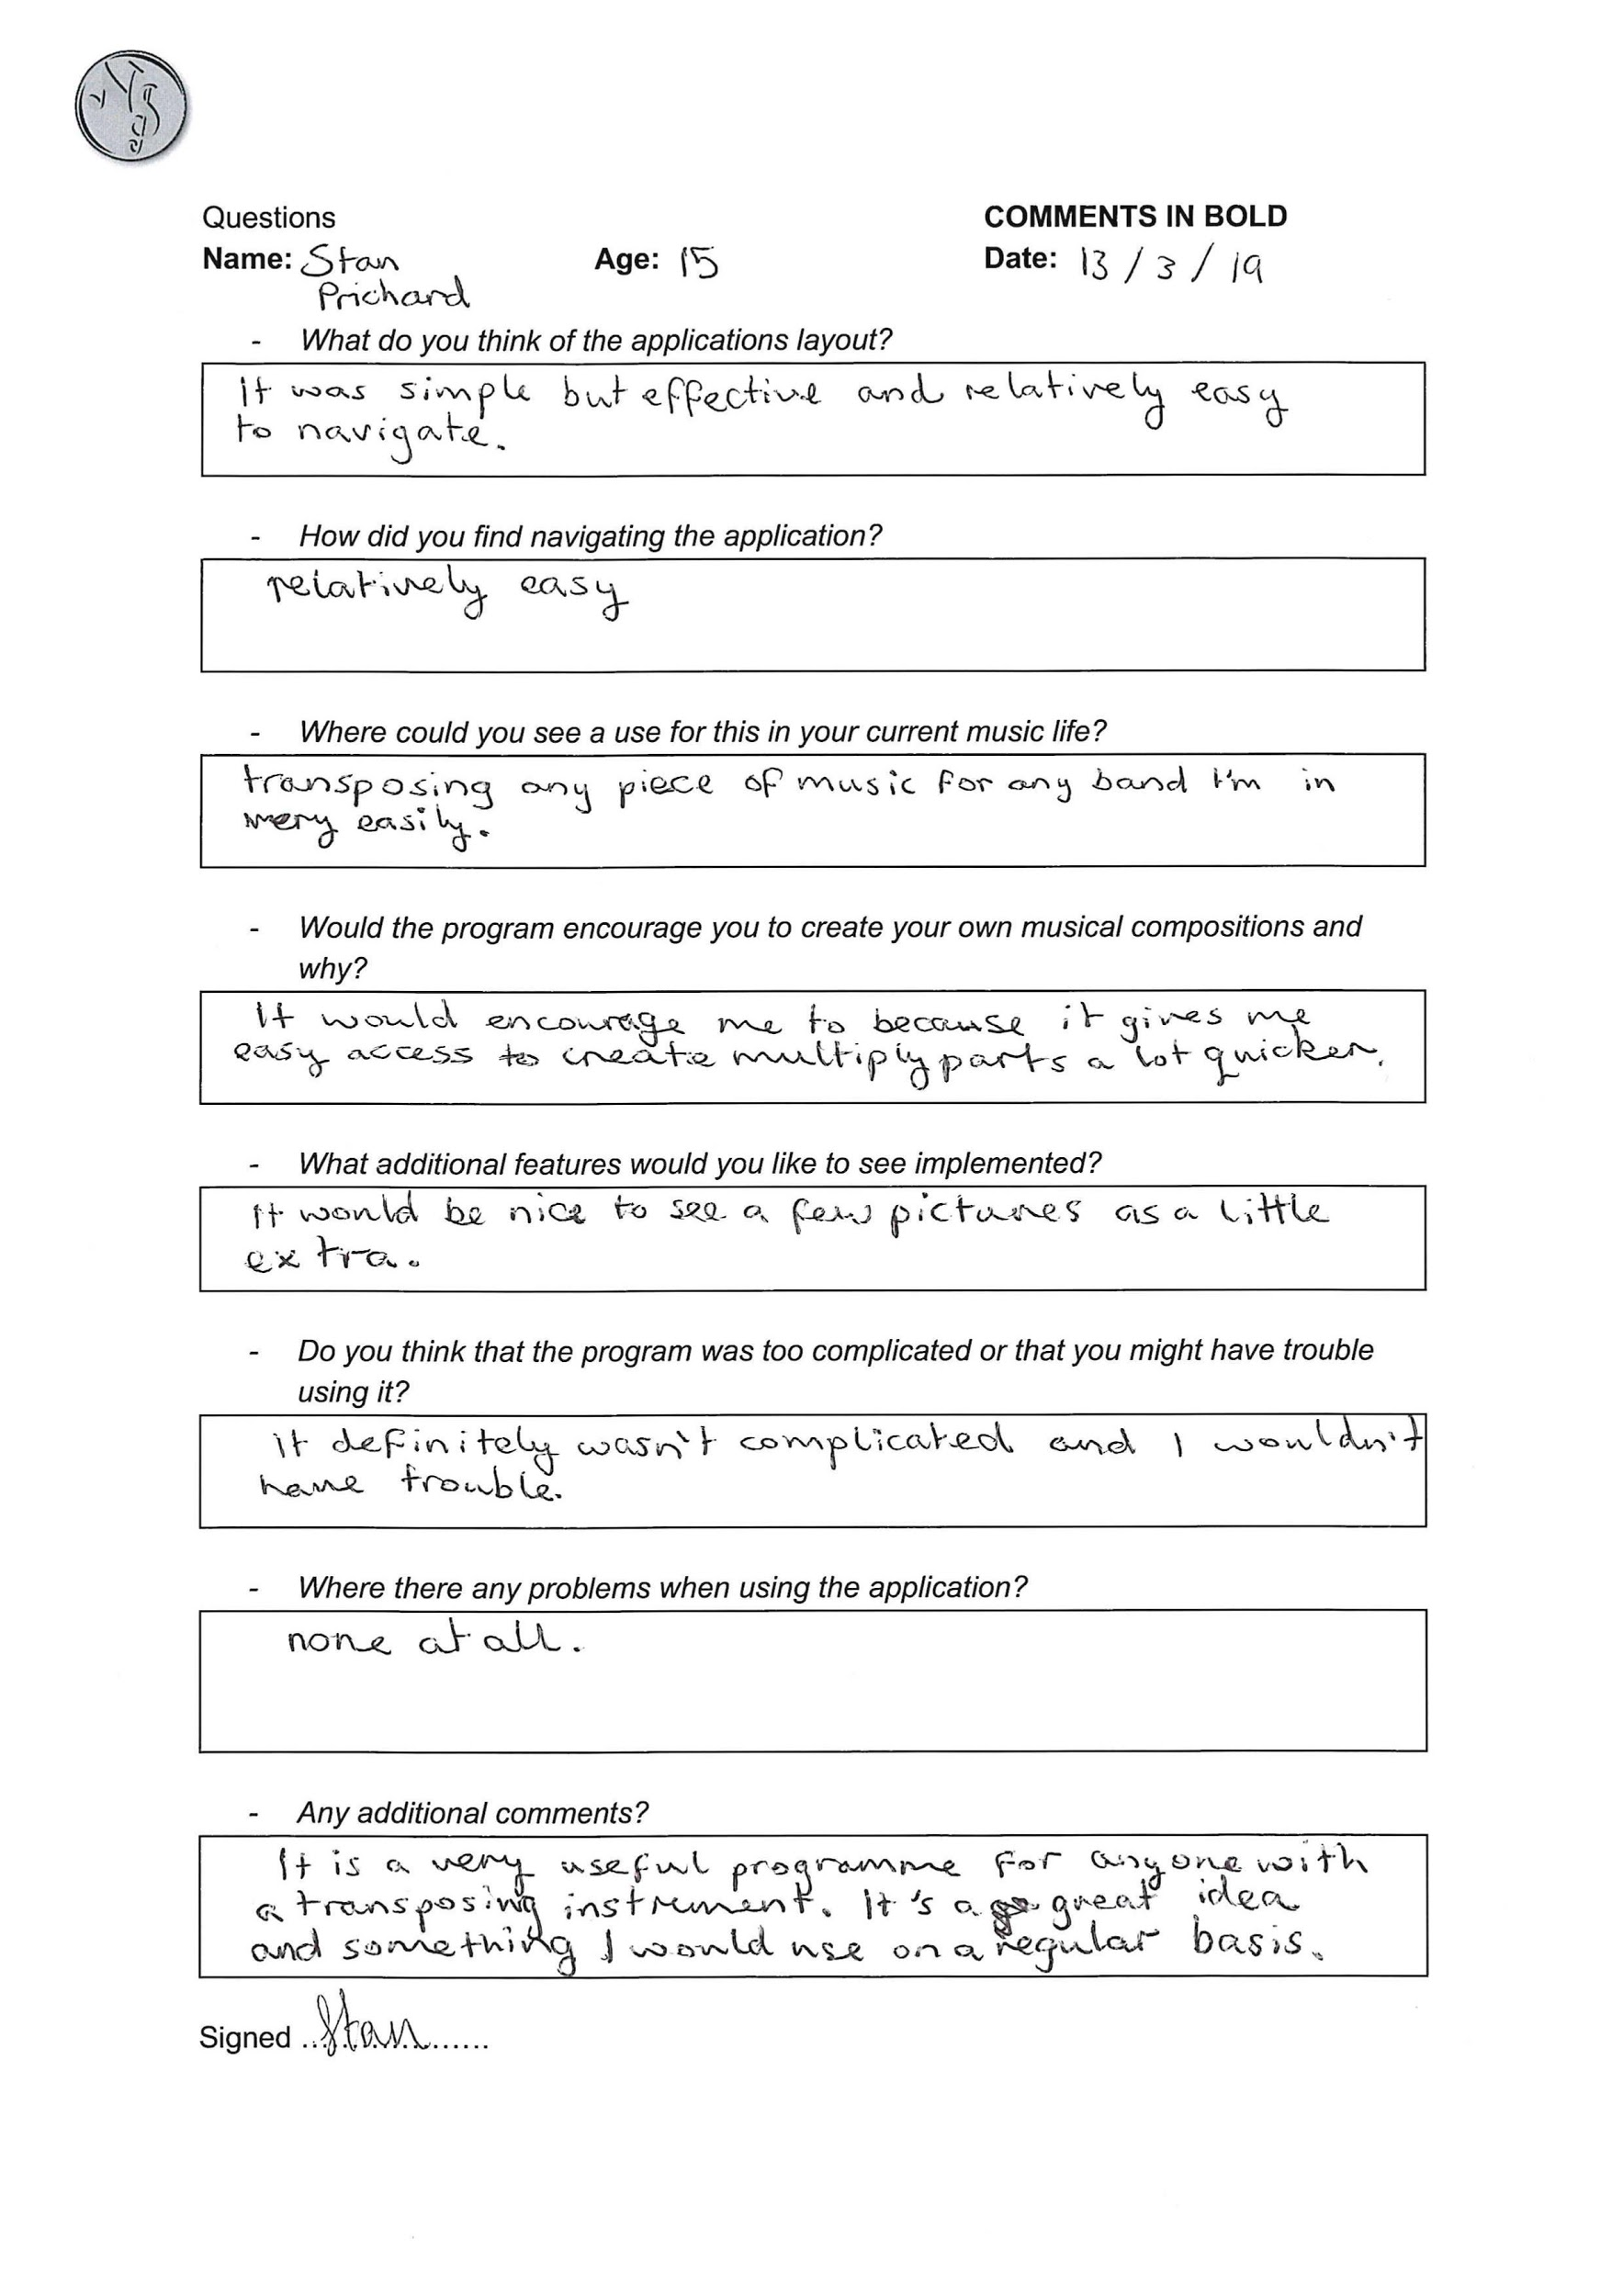 Questions COMMENTS IN BOLD
Name: Stan Age: 15 Date: 13/3/19
Prichard
- What do you think of the applications layout?
It was simple but effective and relatively easy
to navigate.
- How did you find navigating the application?
relatively easy
- Where could you see a use for this in your current music life?
transposing any piece of music for any band I'm in
very easily.
- Would the program encourage you to create your own musical compositions and
why?
It would encourage me to because it gives me
easy access to create multiply parts a lot quicker.
- What additional features would you like to see implemented?
It would be nice to see a few pictures as a little
extra.
- Do you think that the program was too complicated or that you might have trouble
using it?
it definitely wasn't complicated and I wouldn't
have trouble.
- Where there any problems when using the application?
none at all.
- Any additional comments?
It is a very useful programme for anyone with
a transposing instrument. It's a great idea
and something I would use on a regular basis.
Signed ...Stan......